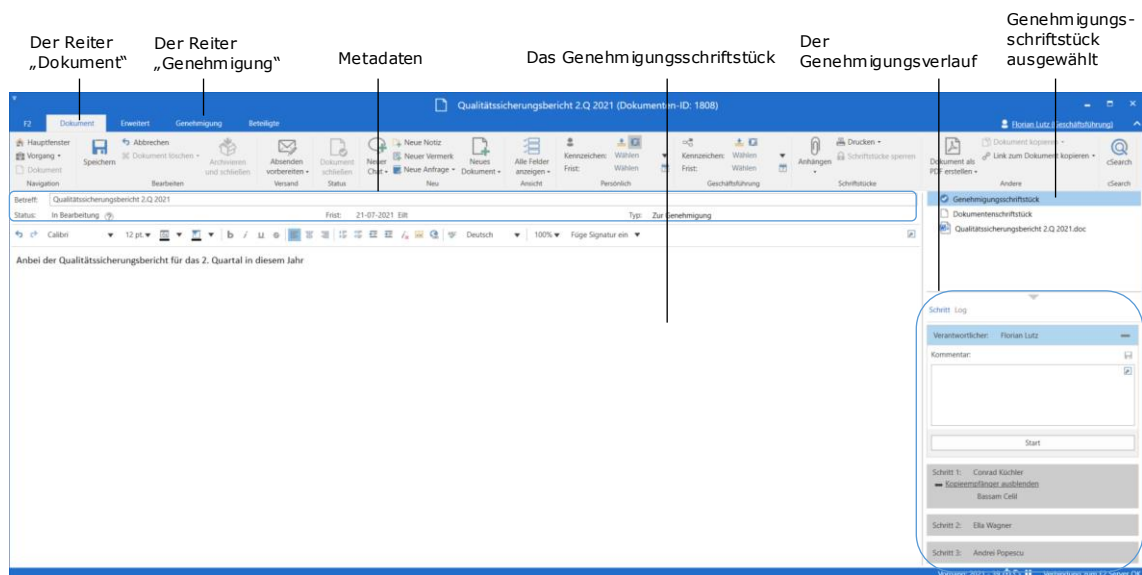 Genehmigungs-
schriftstück
ausgewählt
Der Reiter
„Dokument“
Der Reiter
„Genehmigung“
Metadaten
Das Genehmigungsschriftstück
Der
Genehmigungsverlauf
Qualitätssicherungsbericht 2.Q 2021 (Dokumenten-ID: 1808)
F2 Dokument Erweitert Genehmigung Beteiligte Florian Lutz (Geschäftsführung)
Hauptfenster
Vorgang
Dokument
Navigation
Speichern
Abbrechen
Dokument löschen
Archivieren
und schließen
Bearbeiten
Absenden
vorbereiten
Versand
Dokument
schließen
Status
Neuer
Chat
Neue Notiz
Neuer Vermerk
Neue Anfrage
Neues
Dokument
Neu
Alle Felder
anzeigen
Ansicht
Kennzeichen: Wählen
Frist: Wählen
Persönlich
Kennzeichen: Wählen
Frist: Wählen
Geschäftsführung
Anhängen
Drucken
Schriftstücke sperren
Schriftstücke
Dokument als
PDF erstellen
Dokument kopieren
Link zum Dokument kopieren
Andere
cSearch
cSearch
Betreff: Qualitätssicherungsbericht 2.Q 2021
Status: In Bearbeitung Frist: 21-07-2021 Eilt Typ: Zur Genehmigung
Calibri 12 pt. b / u Deutsch 100% Füge Signatur ein
Anbei der Qualitätssicherungsbericht für das 2. Quartal in diesem Jahr
Genehmigungsschriftstück
Dokumentenschriftstück
Qualitätssicherungsbericht 2.Q 2021.doc
Schritt Log
Verantwortlicher: Florian Lutz
Kommentar:
Start
Schritt 1: Conrad Küchler
Kopieempfänger ausblenden
Bassam Celil
Schritt 2: Ella Wagner
Schritt 3: Andrei Popescu